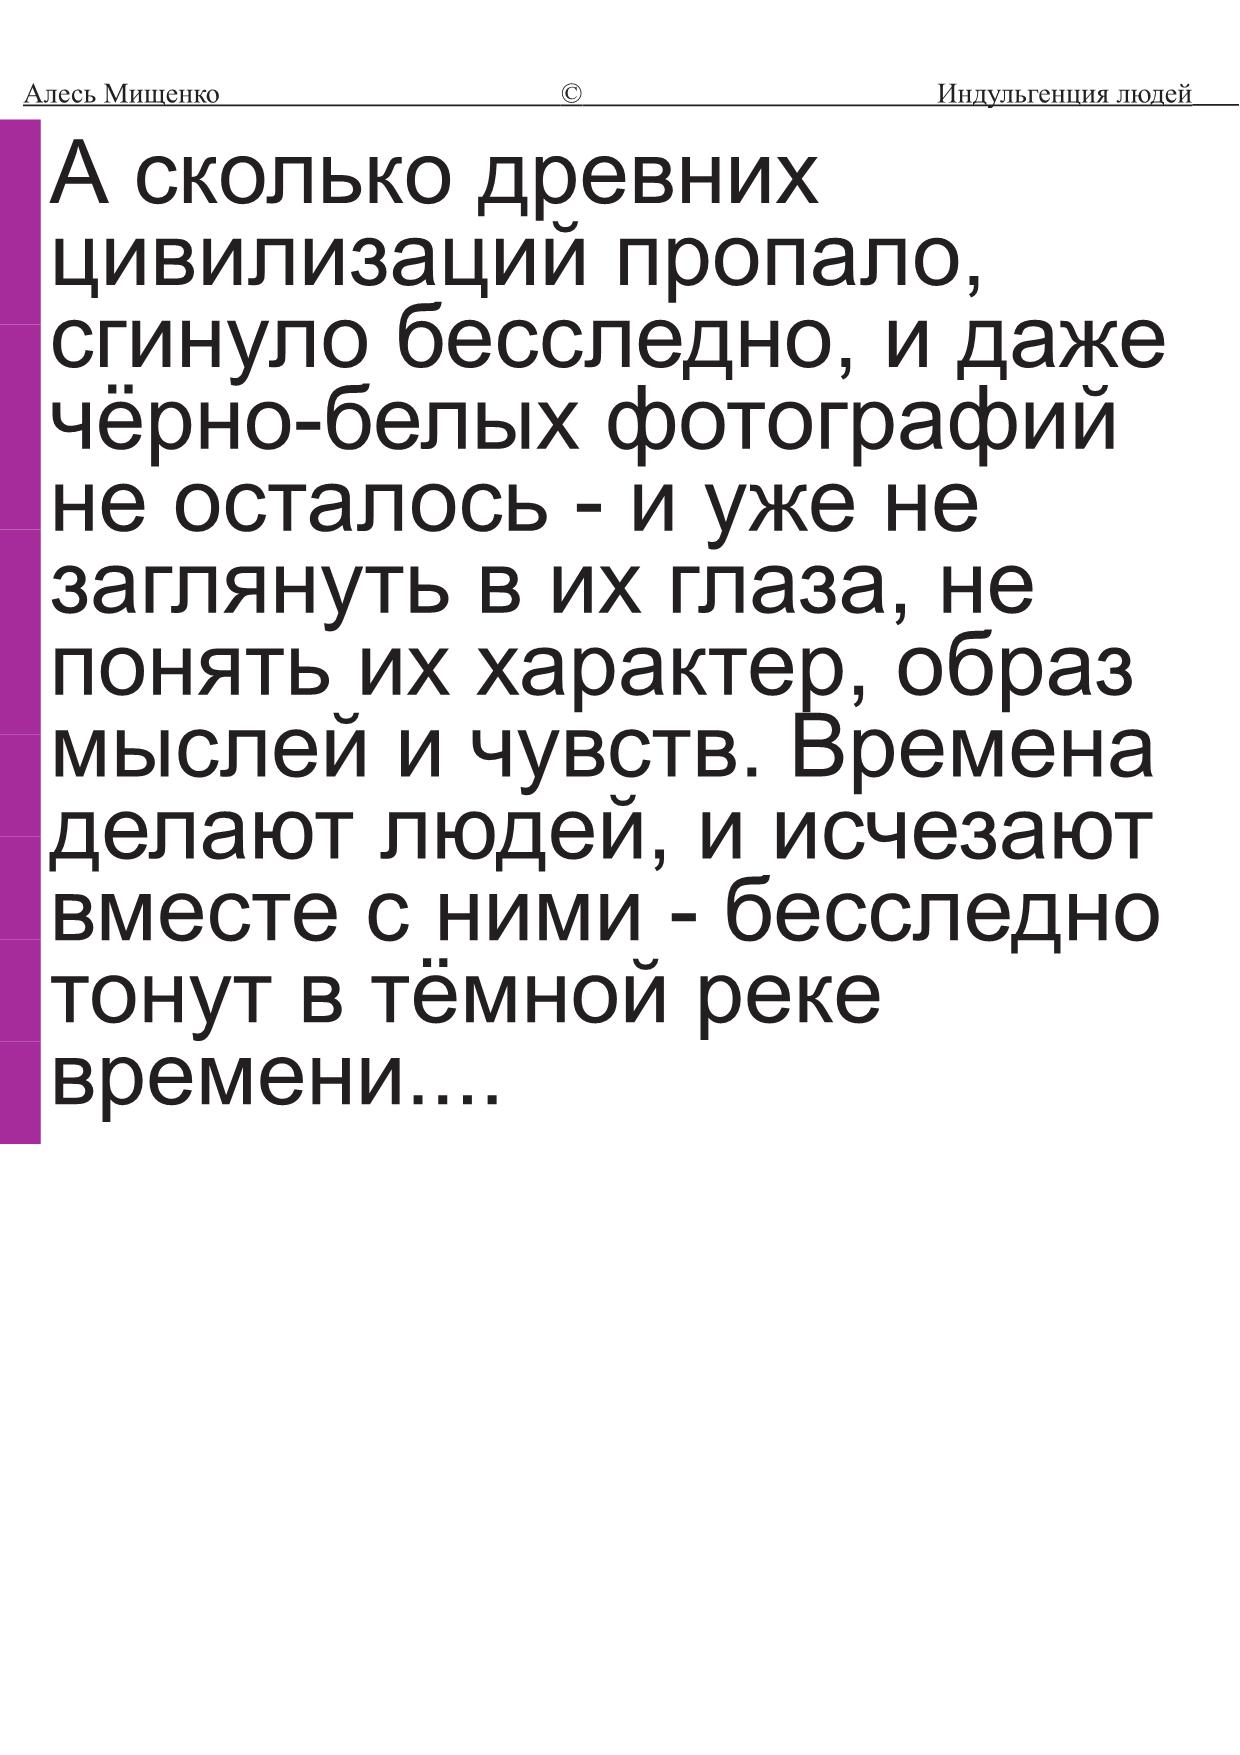 Алесь Мищенко © Индульгенция людей
А сколько древних
цивилизаций пропало,
сгинуло бесследно, и даже
чёрно-белых фотографий
не осталось - и уже не
заглянуть в их глаза, не
понять их характер, образ
мыслей и чувств. Времена
делают людей, и исчезают
вместе с ними - бесследно
тонут в тёмной реке
времени....